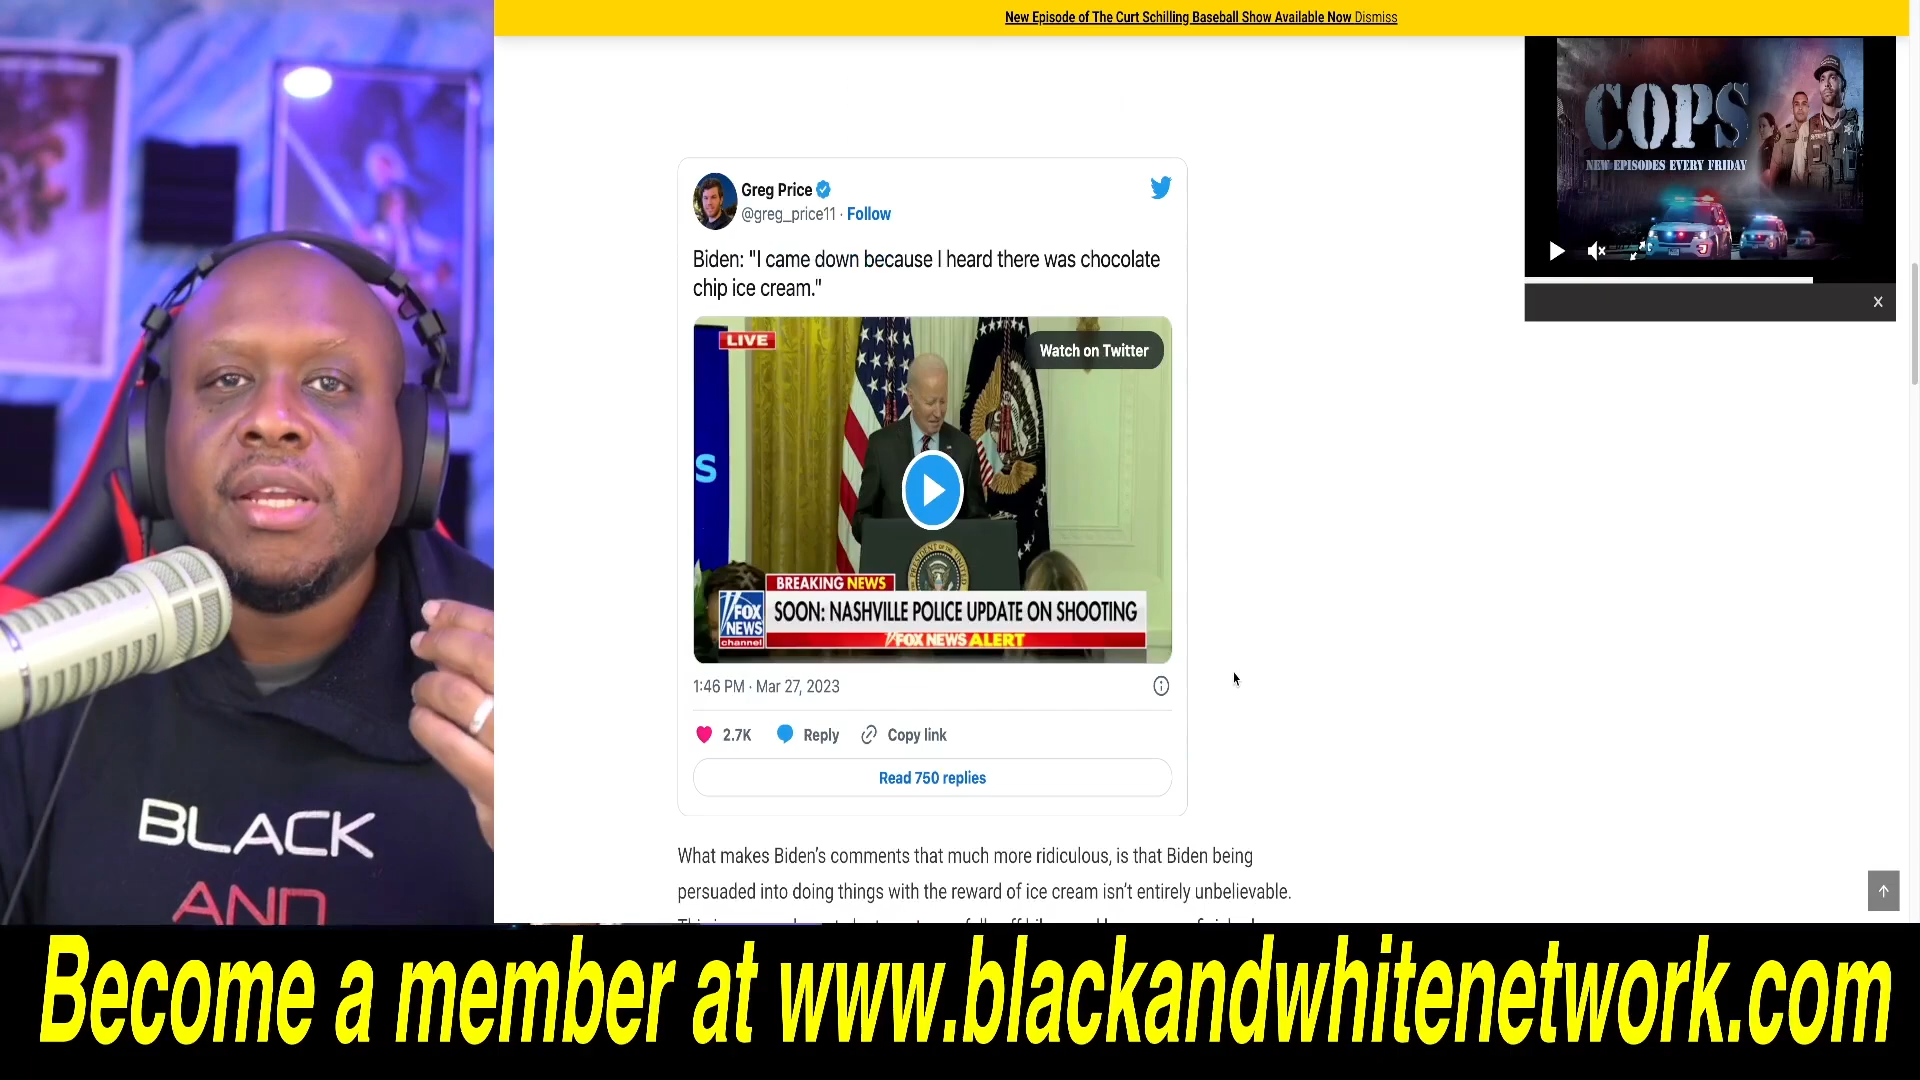 New Episode of The Curt Schilling Baseball Show Available Now Dismiss
COPS
NEW EPISODES EVERY FRIDAY
Greg Price
@greg_price11 · Follow
Biden: "I came down because I heard there was chocolate
chip ice cream."
LIVE
Watch on Twitter
S
BREAKING NEWS
FOX
NEWS
channel
SOON: NASHVILLE POLICE UPDATE ON SHOOTING
FOX NEWS ALERT
1:46 PM · Mar 27, 2023
2.7K
Reply
Copy link
Read 750 replies
What makes Biden's comments that much more ridiculous, is that Biden being
persuaded into doing things with the reward of ice cream isn't entirely unbelievable.
BLACK
AND
Become a member at www.blackandwhitenetwork.com